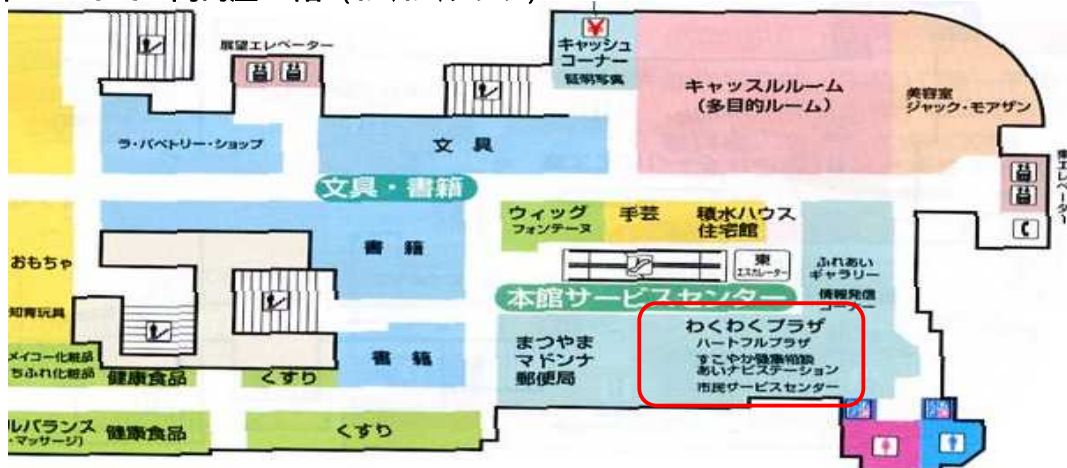 展望エレベーター
キャッシュ
コーナー
証明写真
キャッスルルーム
(多目的ルーム)
美容室
ジャック・モアザン
東エレベーター
ラ・パペトリー・ショップ
文具
文具・書籍
ウィッグ
フォンテーヌ
手芸
積水ハウス
住宅館
書籍
おもちゃ
東
エスカレーター
ふれあい
ギャラリー
情報発信
コーナー
本館サービスセンター
知育玩具
わくわくプラザ
ハートフルプラザ
すこやか健康相談
あいナビステーション
市民サービスセンター
まつやま
マドンナ
郵便局
書籍
メイコー化粧品
ちふれ化粧品
健康食品
くすり
ルバランス
・マッサージ)
健康食品
くすり